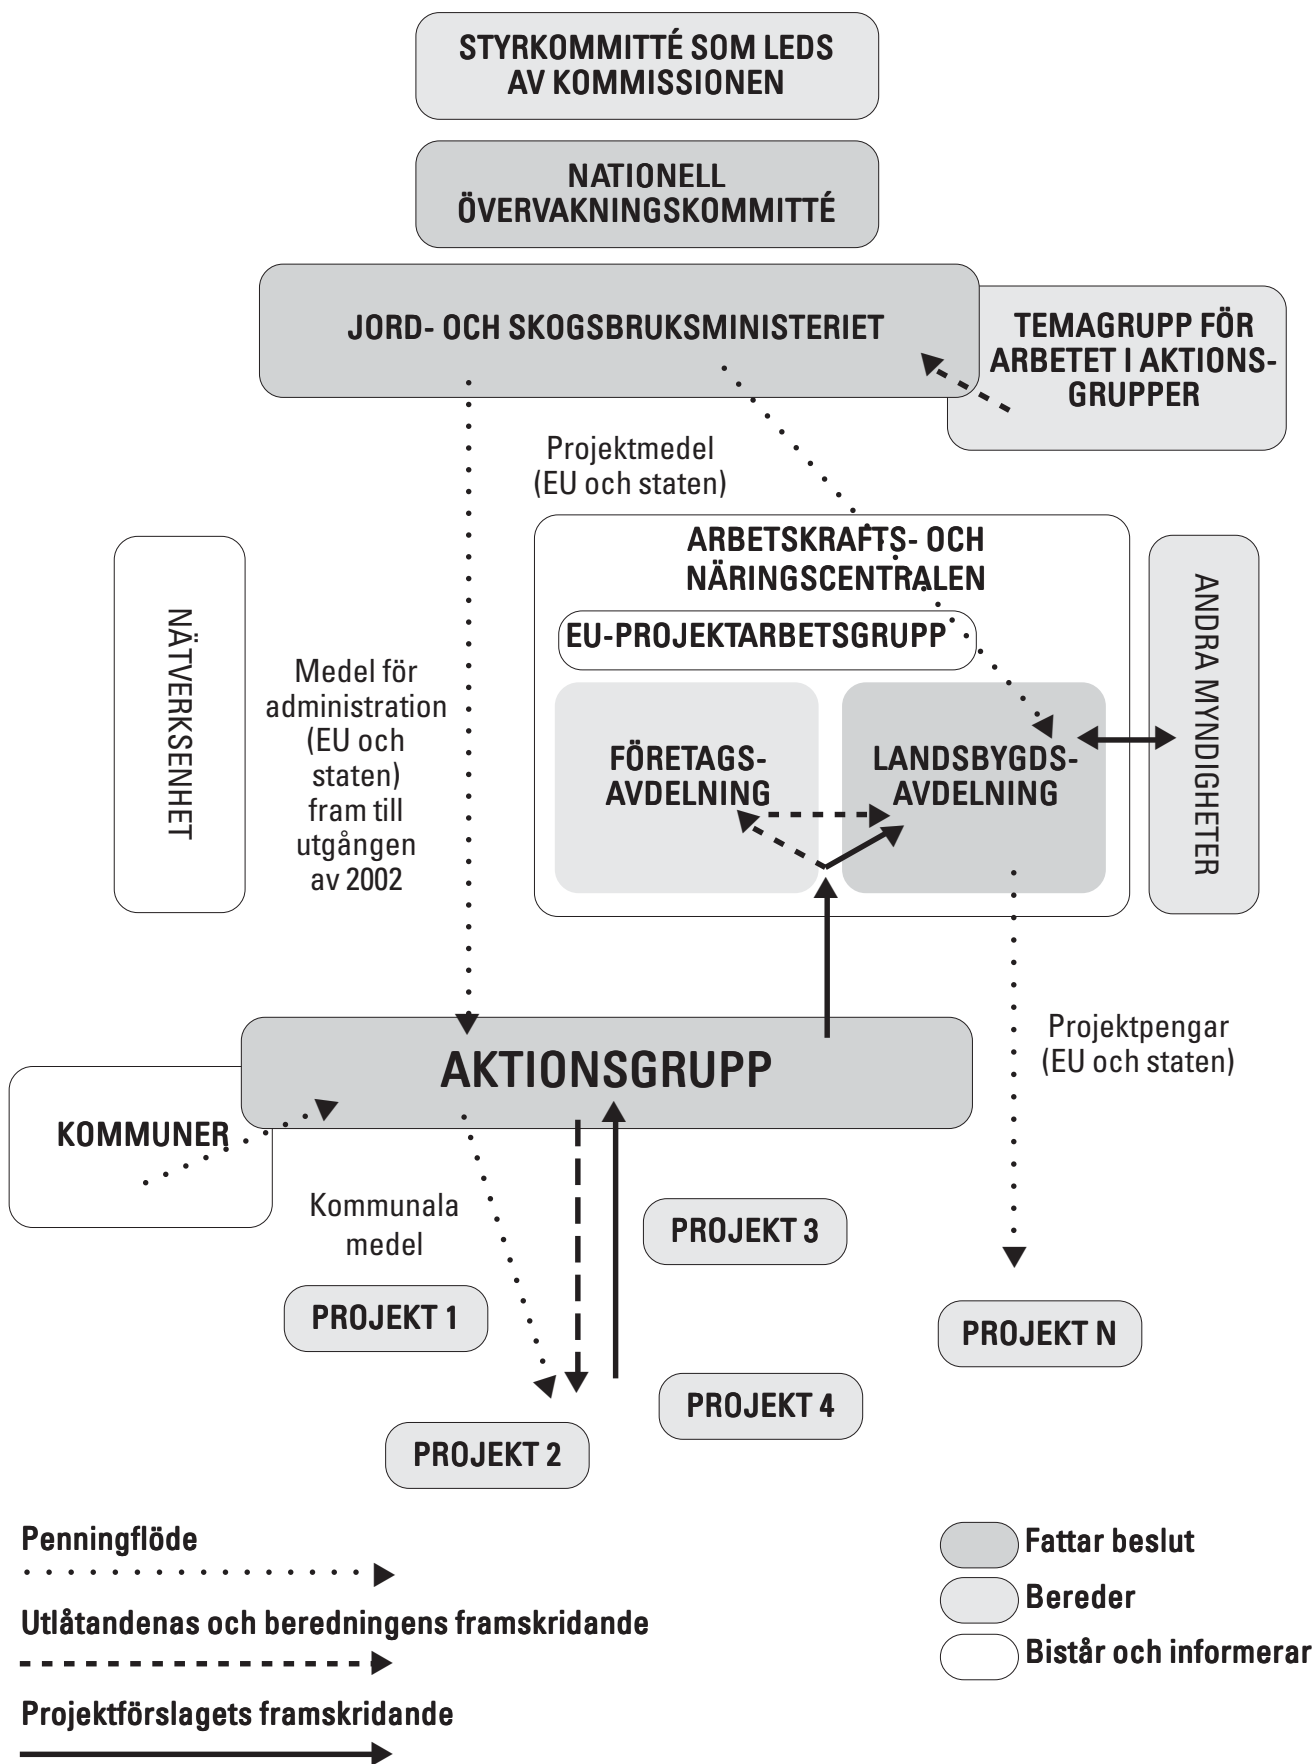 STYRKOMMITTÉ SOM LEDS
AV KOMMISSIONEN
NATIONELL
ÖVERVAKNINGSKOMMITTÉ
JORD- OCH SKOGSBRUKSMINISTERIET
TEMAGRUPP FÖR
ARBETET I AKTIONS-
GRUPPER
Projektmedel
(EU och staten)
ARBETSKRAFTS- OCH
NÄRINGSCENTRALEN
EU-PROJEKTARBETSGRUPP
FÖRETAGS-
AVDELNING
LANDSBYGDS-
AVDELNING
ANDRA MYNDIGHETER
NÄTVERKSENHET
Medel för
administration
(EU och
staten)
fram till
utgången
av 2002
AKTIONSGRUPP
Projektpengar
(EU och staten)
KOMMUNER
Kommunala
medel
PROJEKT 3
PROJEKT 1
PROJEKT N
PROJEKT 4
PROJEKT 2
Penningflöde
Utlåtandenas och beredningens framskridande
Projektförslagets framskridande
Fattar beslut
Bereder
Bistår och informerar